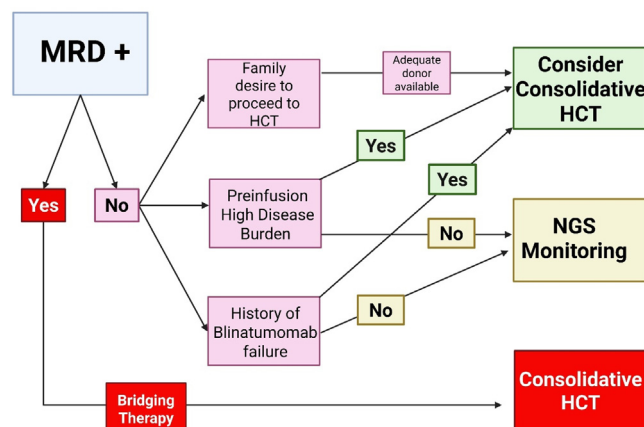 MRD +
Yes
No
Family
desire to
proceed to
HCT
Adequate
donor
available
Consider
Consolidative
HCT
Yes
Preinfusion
High Disease
Burden
Yes
No
NGS
Monitoring
History of
Blinatumomab
failure
No
Bridging
Therapy
Consolidative
HCT